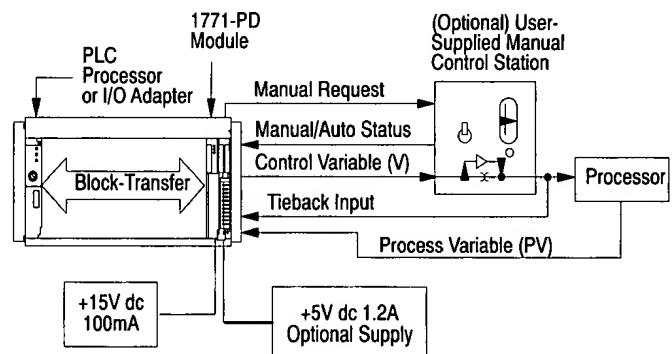 1771-PD
Module
(Optional) User-
Supplied Manual
Control Station
PLC
Processor
or I/O Adapter
Manual Request
Manual/Auto Status
Control Variable (V)
Block-Transfer
Processor
Tieback Input
Process Variable (PV)
+15V dc
100mA
+5V dc 1.2A
Optional Supply